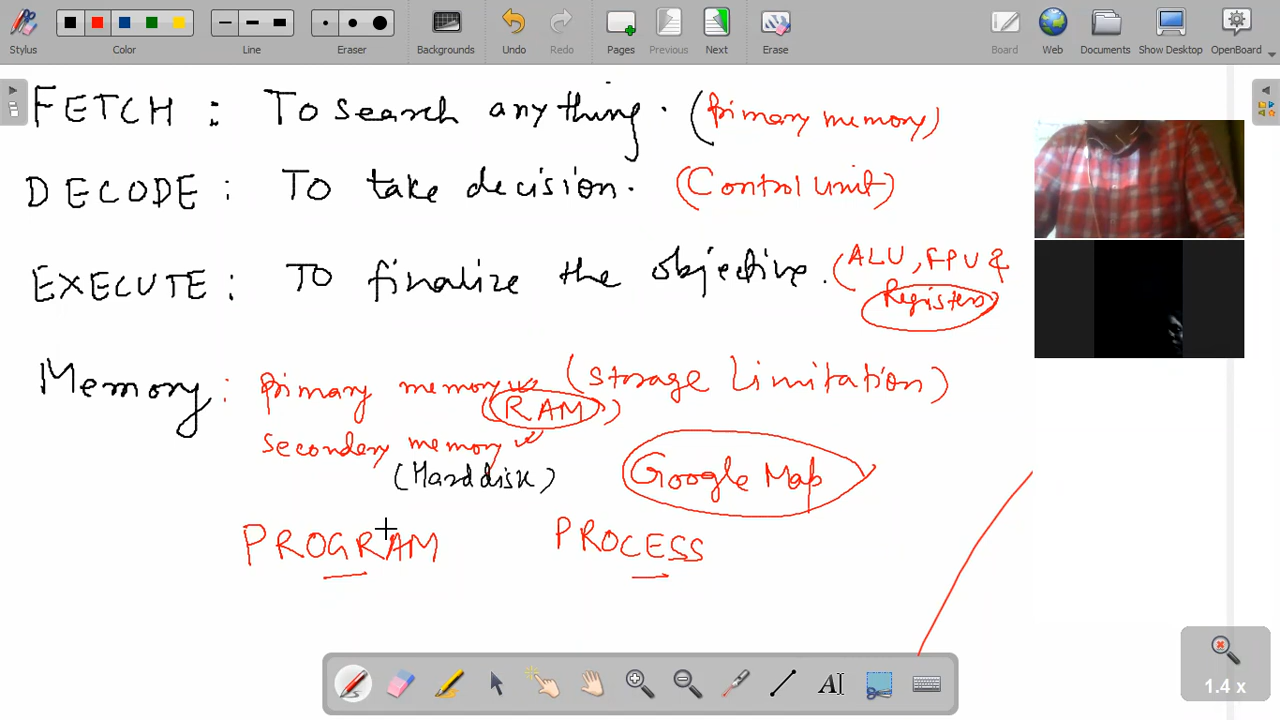 Stylus Color Line Eraser Backgrounds Undo Redo Pages Previous Next Erase Board Web Documents Show Desktop OpenBoard
FETCH : To search anything. (primary memory)
DECODE : To take decision. (Control unit)
EXECUTE : To finalize the objective. (ALU, FPU &
Registers)
Memory : primary memory (storage Limitation)
(RAM)
secondary memory
(Hard disk)
Google Map
PROGRAM PROCESS
AI
1.4 x